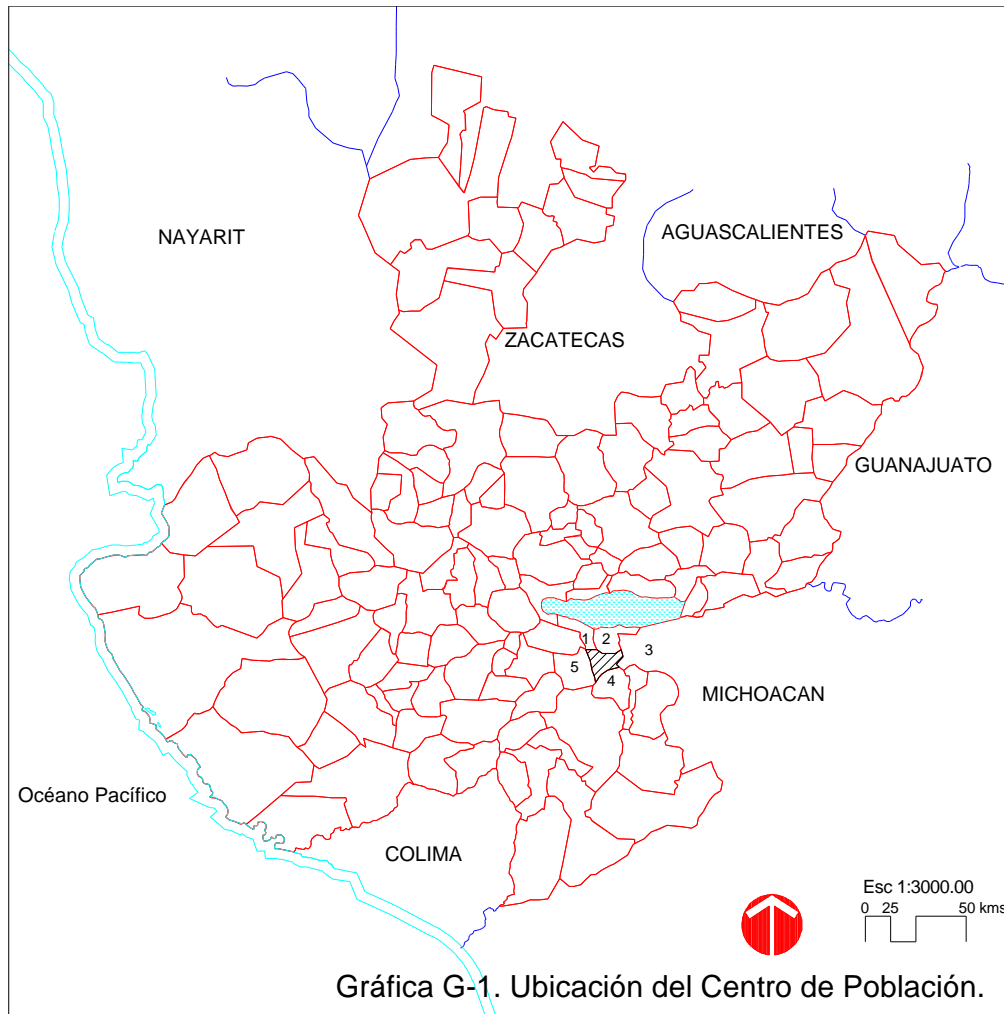 NAYARIT
AGUASCALIENTES
ZACATECAS
GUANAJUATO
1
2
3
5
4
MICHOACAN
Océano Pacífico
COLIMA
Esc 1:3000.00
0 25 50 kms
Gráfica G-1. Ubicación del Centro de Población.